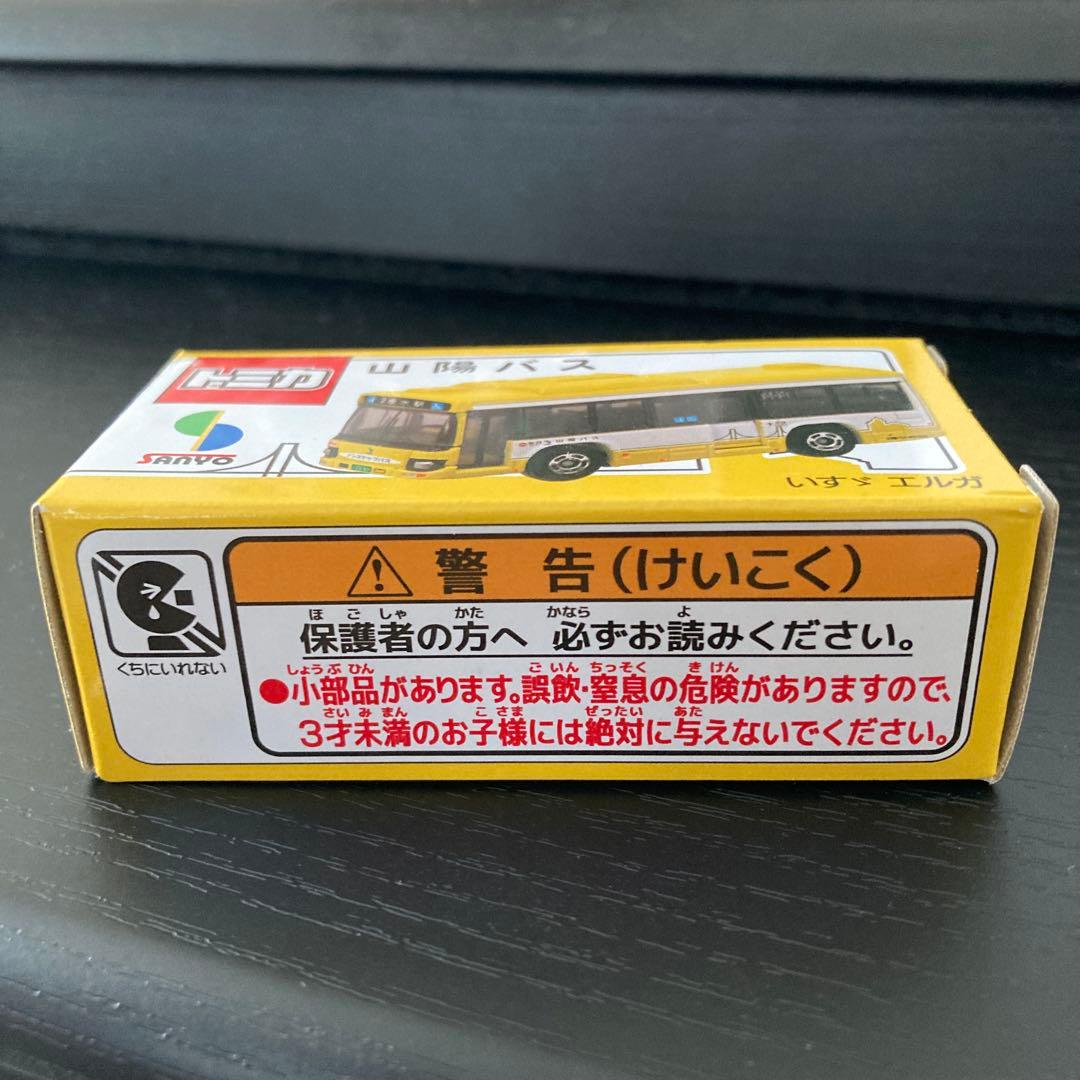 トミカ
山陽バス
SANYO
いすゞ エルガ
くちにいれない
警 告(けいこく)
ほ ご しゃ かた かなら よ
保護者の方へ 必ずお読みください。
しょうぶひん ごいん ちっそく きけん
●小部品があります。誤飲・窒息の危険がありますので、
さいみまん こさま ぜったい あた
3才未満のお子様には絶対に与えないでください。